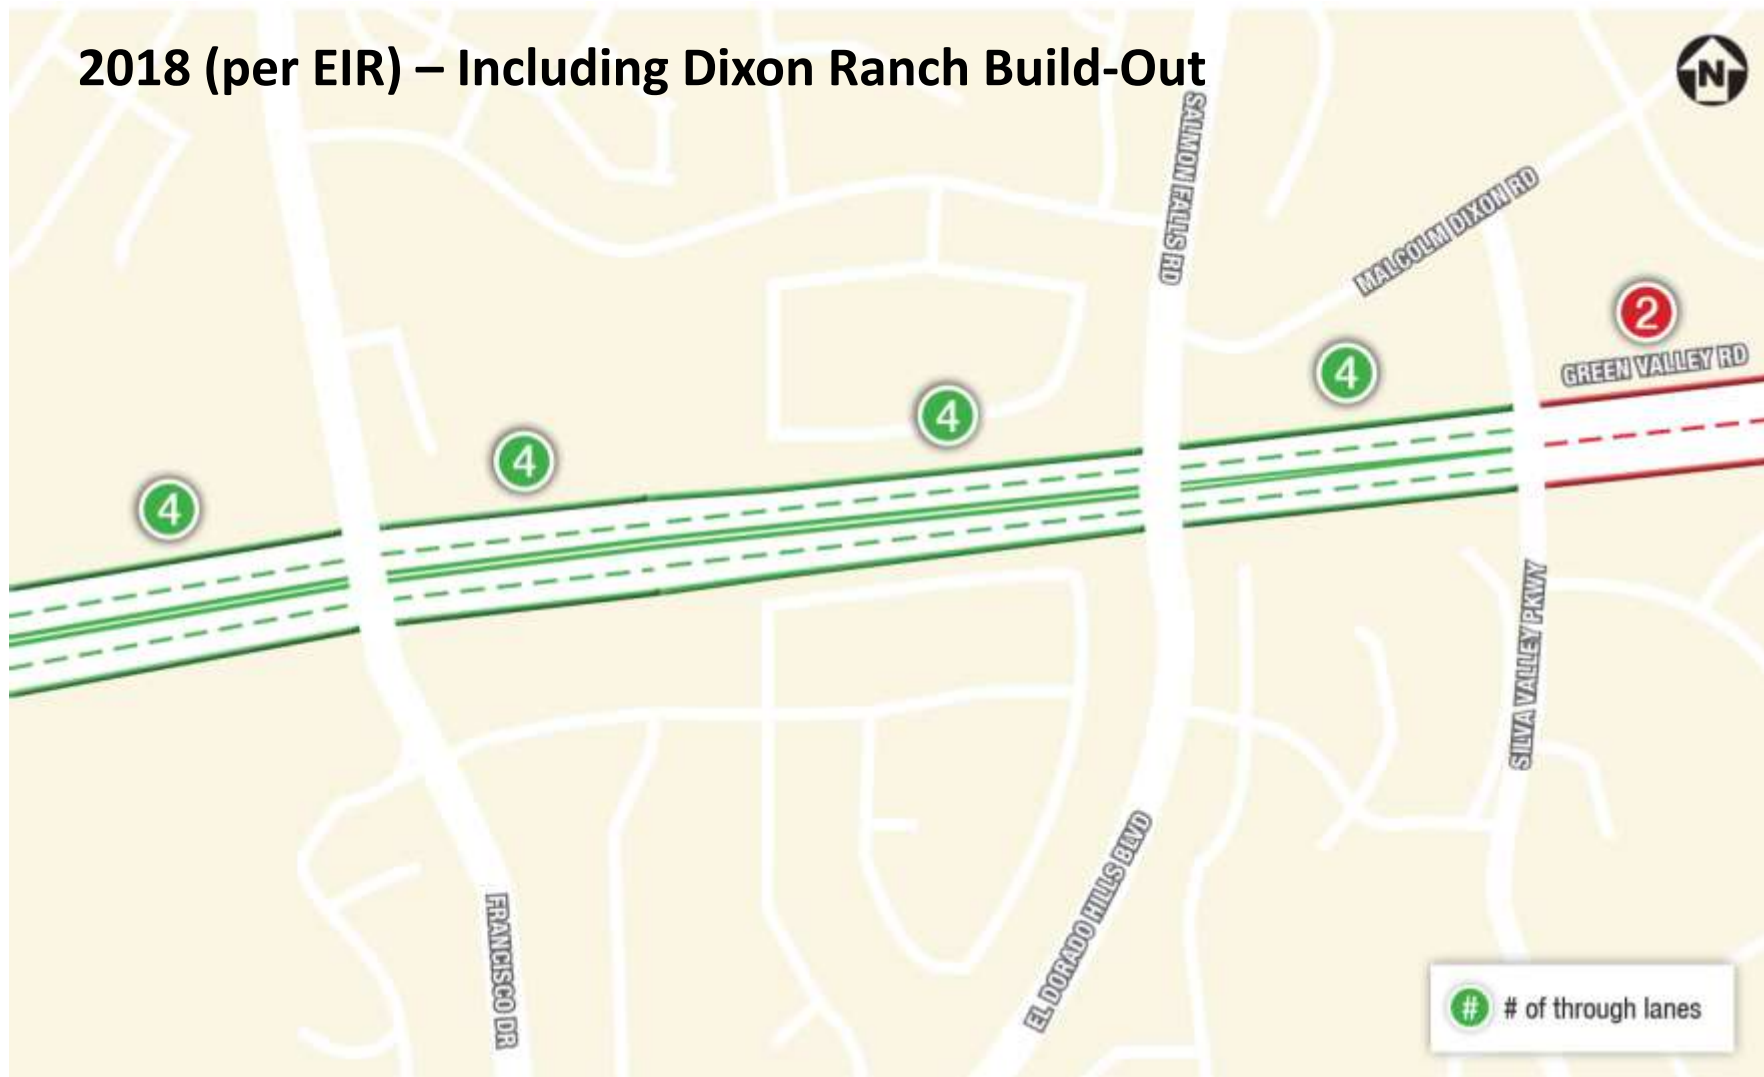 2018 (per EIR) – Including Dixon Ranch Build-Out
N
SALMON FALLS RD
MALCOLM DIXON RD
2
GREEN VALLEY RD
4
4
4
4
SILVA VALLEY PKWY
EL DORADO HILLS BLVD
FRANCISCO DR
# # of through lanes